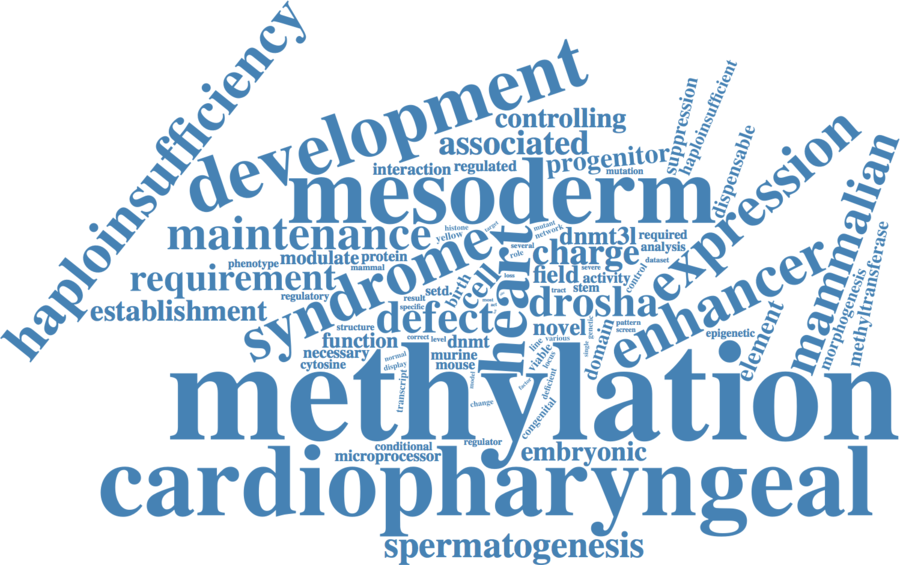 haploinsufficiency
development
controlling
associated
suppression
haploinsufficient
interaction
regulated
progenitor
mutation
dispensable
expression
mammalian
mesoderm
maintenance
histone
yellow
target
mutant
network
dnmt3l
required
analysis
syndrome
heart
several
role
charge
dataset
phenotype
modulate
protein
mammal
requirement
regulatory
establishment
cell
birth
setd.
result
specific
loss
field
severe
activity
control
tract
stem
drosha
enhancer
element
morphogenesis
methyltransferase
defect
novel
genetic
pattern
screen
epigenetic
structure
function
correct
level
dnmt
necessary
cytosine
normal
display
murine
mouse
model
line
various
viable
locus
single
domain
factor
deficient
transcript
change
congenital
methylation
conditional
regulator
microprocessor
embryonic
cardiopharyngeal
spermatogenesis